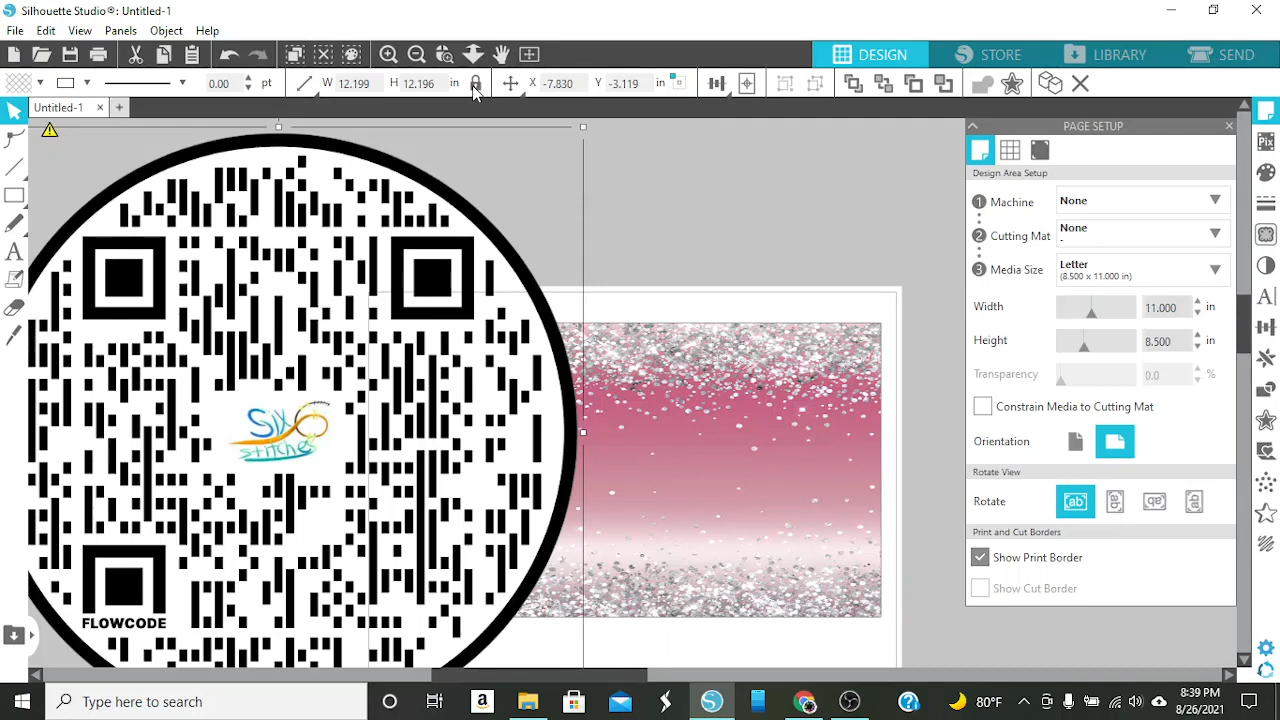 Silhouette Studio®: Untitled-1
File Edit View Panels Object Help
DESIGN STORE LIBRARY SEND
0.00 pt W 12.199 H 12.196 in X -7.830 Y -3.119 in
Untitled-1
PAGE SETUP
Pix
Design Area Setup
1 Machine None
2 Cutting Mat None
-
3 Media Size Letter
(8.500 x 11.000 in)
Width 11.000 in
Height 8.500 in
Transparency 0.0 %
Constrain Media to Cutting Mat
Orientation
Rotate View
Rotate ab ab ab ab
Print and Cut Borders
Show Print Border
Show Cut Border
Six
stitches
FLOWCODE
Type here to search
80°F
8:39 PM
8/26/2021